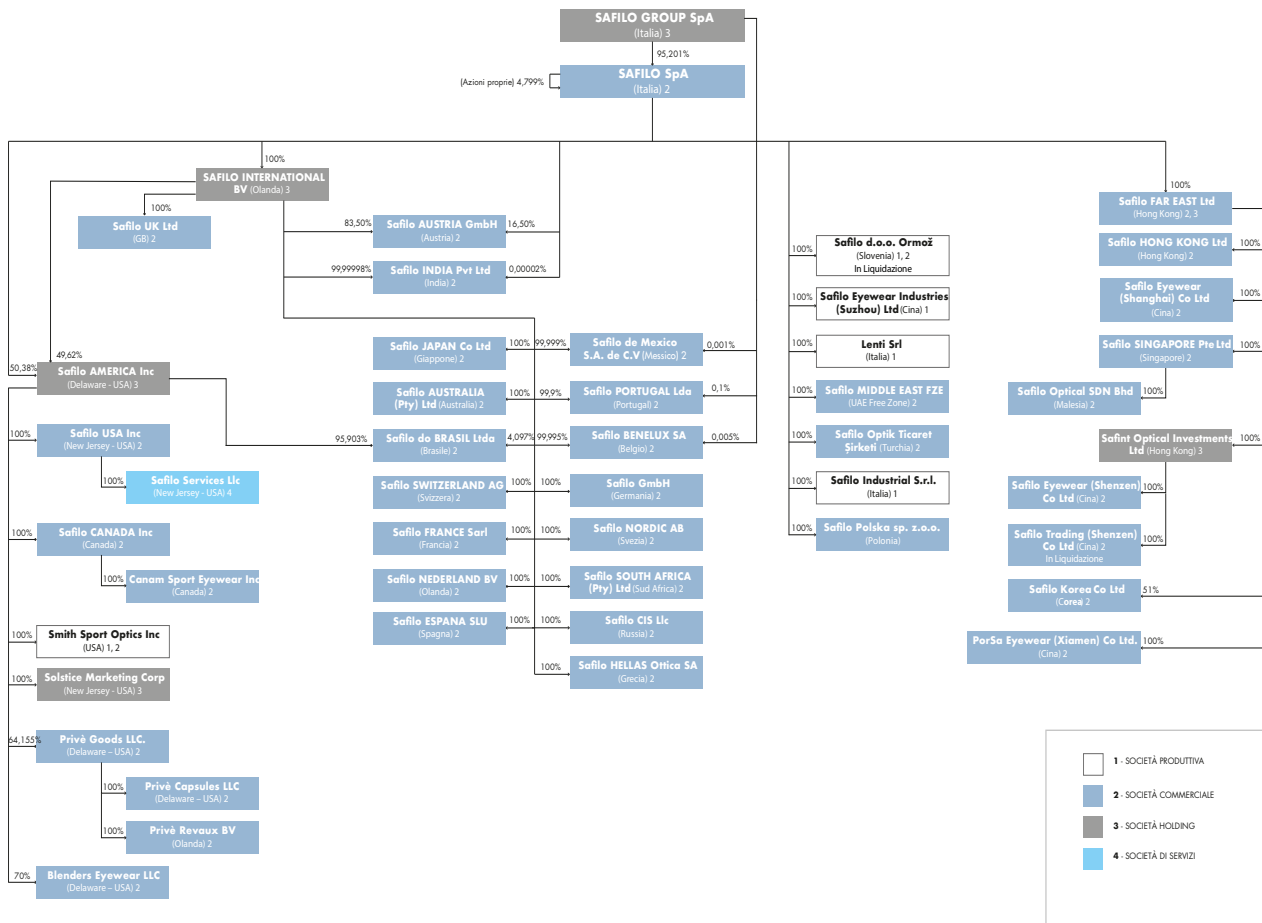 SAFILO GROUP SpA
(Italia) 3
95,201%
(Azioni proprie) 4,799%
SAFILO SpA
(Italia) 2
100%
SAFILO INTERNATIONAL
BV (Olanda) 3
100%
Safilo UK Ltd
(GB) 2
83,50%
Safilo AUSTRIA GmbH
(Austria) 2
16,50%
99,99998%
Safilo INDIA Pvt Ltd
(India) 2
0,00002%
50,38%
49,62%
Safilo AMERICA Inc
(Delaware - USA) 3
100%
Safilo USA Inc
(New Jersey - USA) 2
100%
Safilo Services Llc
(New Jersey - USA) 4
100%
Safilo CANADA Inc
(Canada) 2
100%
Canam Sport Eyewear Inc
(Canada) 2
100%
Smith Sport Optics Inc
(USA) 1, 2
100%
Solstice Marketing Corp
(New Jersey - USA) 3
64,155%
Privè Goods LLC.
(Delaware – USA) 2
100%
Privè Capsules LLC
(Delaware – USA) 2
100%
Privè Revaux BV
(Olanda) 2
70%
Blenders Eyewear LLC
(Delaware – USA) 2
Safilo JAPAN Co Ltd
(Giappone) 2
100%
99,999%
Safilo de Mexico
S.A. de C.V (Messico) 2
0,001%
Safilo AUSTRALIA
(Pty) Ltd (Australia) 2
100%
99,9%
Safilo PORTUGAL Lda
(Portugal) 2
0,1%
95,903%
Safilo do BRASIL Ltda
(Brasile) 2
4,097%
99,995%
Safilo BENELUX SA
(Belgio) 2
0,005%
Safilo SWITZERLAND AG
(Svizzera) 2
100%
100%
Safilo GmbH
(Germania) 2
Safilo FRANCE Sarl
(Francia) 2
100%
100%
Safilo NORDIC AB
(Svezia) 2
Safilo NEDERLAND BV
(Olanda) 2
100%
100%
Safilo SOUTH AFRICA
(Pty) Ltd (Sud Africa) 2
Safilo ESPANA SLU
(Spagna) 2
100%
100%
Safilo CIS Llc
(Russia) 2
100%
Safilo HELLAS Ottica SA
(Grecia) 2
100%
Safilo d.o.o. Ormož
(Slovenia) 1, 2
In Liquidazione
100%
Safilo Eyewear Industries
(Suzhou) Ltd (Cina) 1
100%
Lenti Srl
(Italia) 1
100%
Safilo MIDDLE EAST FZE
(UAE Free Zone) 2
100%
Safilo Optik Ticaret
Şirketi (Turchia) 2
100%
Safilo Industrial S.r.l.
(Italia) 1
100%
Safilo Polska sp. z.o.o.
(Polonia)
100%
Safilo FAR EAST Ltd
(Hong Kong) 2, 3
Safilo HONG KONG Ltd
(Hong Kong) 2
100%
Safilo Eyewear
(Shanghai) Co Ltd
(Cina) 2
100%
Safilo SINGAPORE Pte Ltd
(Singapore) 2
100%
Safilo Optical SDN Bhd
(Malesia) 2
100%
Safint Optical Investments
Ltd (Hong Kong) 3
100%
Safilo Eyewear (Shenzen)
Co Ltd (Cina) 2
100%
Safilo Trading (Shenzen)
Co Ltd (Cina) 2
In Liquidazione
100%
Safilo Korea Co Ltd
(Corea) 2
51%
PorSa Eyewear (Xiamen) Co Ltd.
(Cina) 2
100%
1 - SOCIETÀ PRODUTTIVA
2 - SOCIETÀ COMMERCIALE
3 - SOCIETÀ HOLDING
4 - SOCIETÀ DI SERVIZI